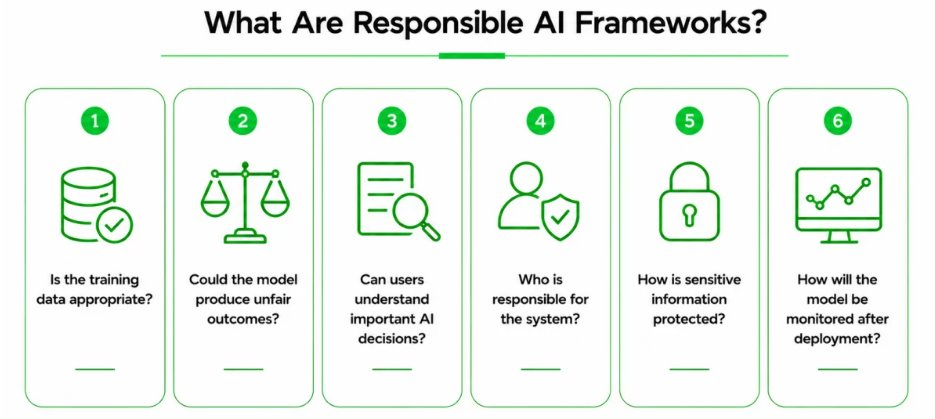 What Are Responsible AI Frameworks?
1
Is the training
data appropriate?
2
Could the model
produce unfair
outcomes?
3
Can users
understand
important AI
decisions?
4
Who is
responsible for
the system?
5
How is sensitive
information
protected?
6
How will the
model be
monitored after
deployment?